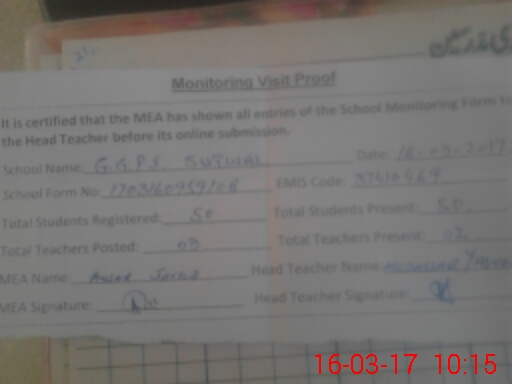 Monitoring Visit Proof
It is certified that the MEA has shown all entries of the School Monitoring Form to
the Head Teacher before its online submission.
School Name: G.G.P.S. Date: 16-03-2017
School Form No: EMIS Code:
Total Students Registered: 50 Total Students Present: 50
Total Teachers Posted: 03 Total Teachers Present: 02
MEA Name: Head Teacher Name:
MEA Signature: Head Teacher Signature:
16-03-17 10:15